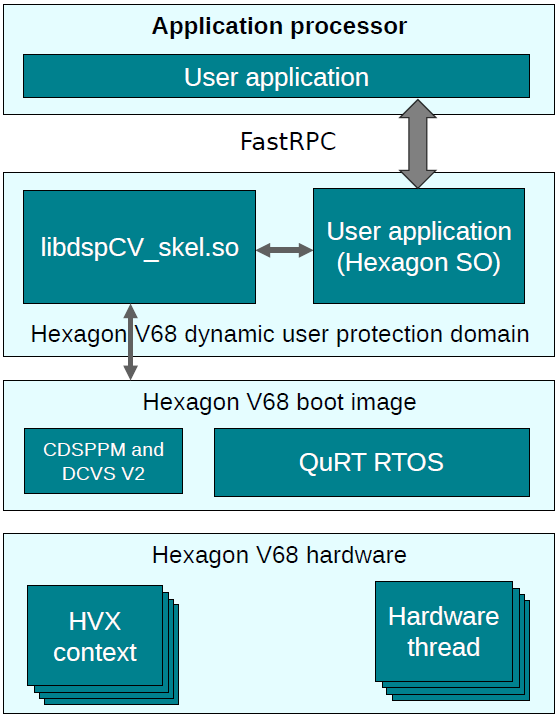 Application processor
User application
FastRPC
libdspCV_skel.so
User application
(Hexagon SO)
Hexagon V68 dynamic user protection domain
Hexagon V68 boot image
CDSPPM and
DCVS V2
QuRT RTOS
Hexagon V68 hardware
HVX
context
Hardware
thread